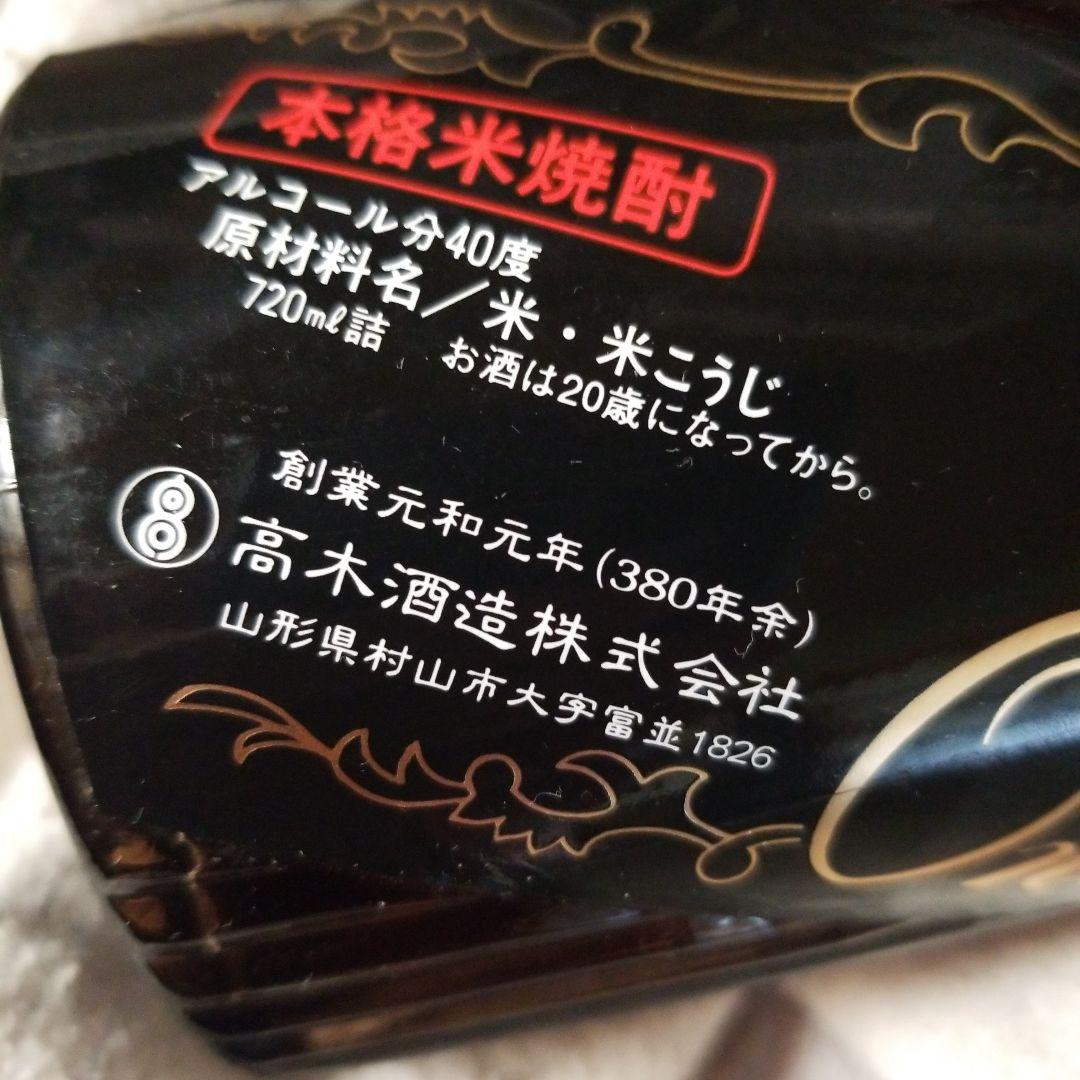 本格米焼酎
アルコール分40度
原材料名／米・米こうじ
720ml詰 お酒は20歳になってから。
創業元和元年(380年余)
高木酒造株式会社
山形県村山市大字富並1826